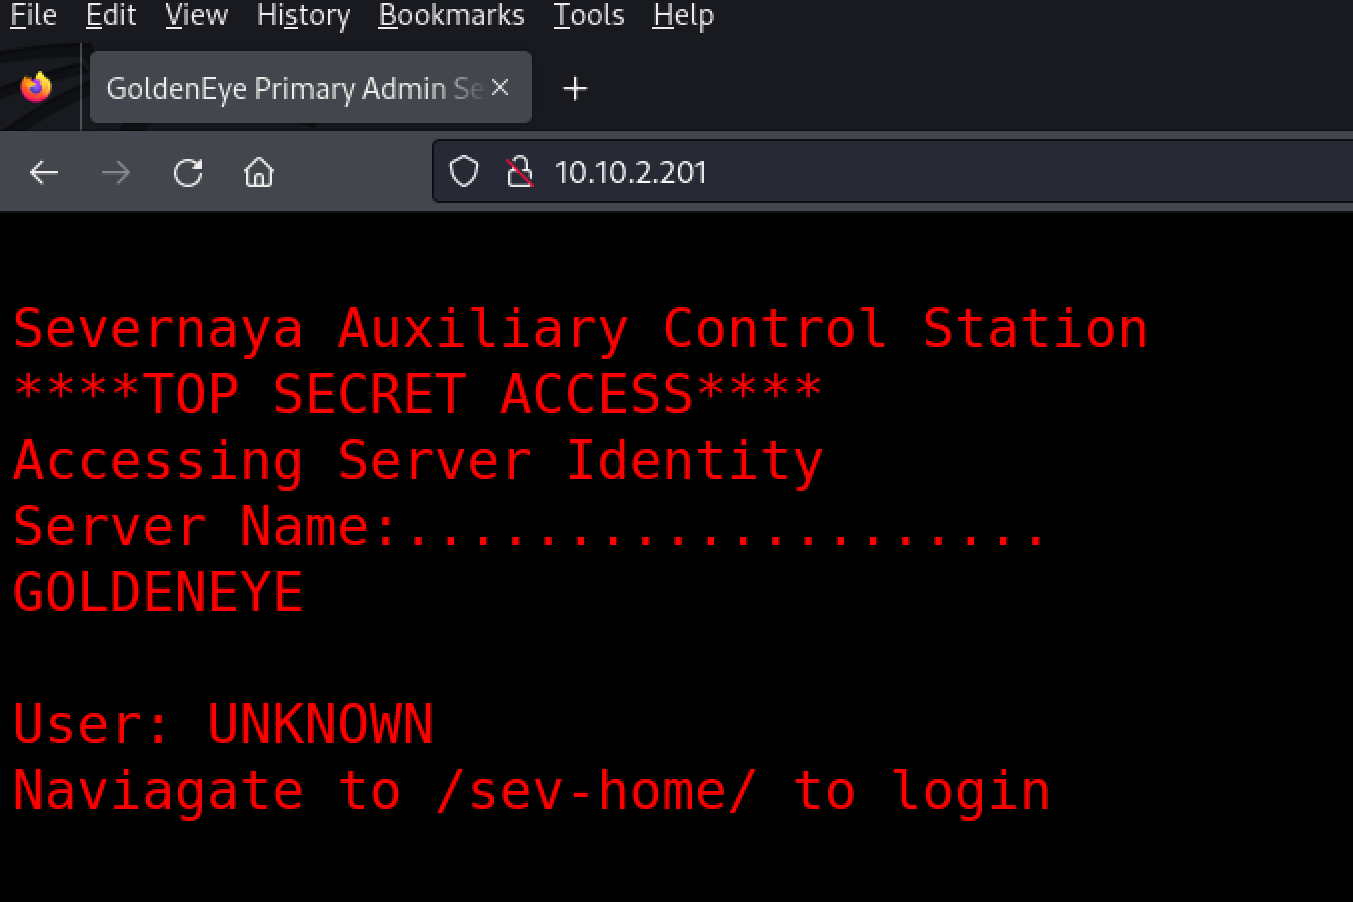 File Edit View History Bookmarks Tools Help
GoldenEye Primary Admin Se
10.10.2.201
Severnaya Auxiliary Control Station
****TOP SECRET ACCESS****
Accessing Server Identity
Server Name:....................
GOLDENEYE
User: UNKNOWN
Naviagate to /sev-home/ to login